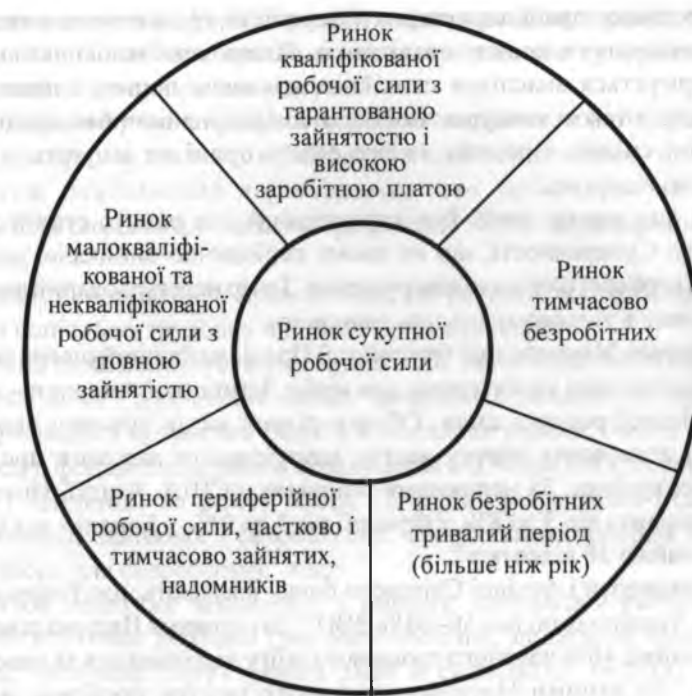 Ринок
кваліфікованої
робочої сили з
гарантованою
зайнятостю і
високою
заробітною платою
Ринок
малокваліфі-
кованої та
некваліфікованої
робочої сили з
повною
зайнятістю
Ринок
тимчасово
безробітних
Ринок сукупної
робочої сили
Ринок периферійної
робочої сили, частково і
тимчасово зайнятих,
надомників
Ринок безробітних
тривалий період
(більше ніж рік)